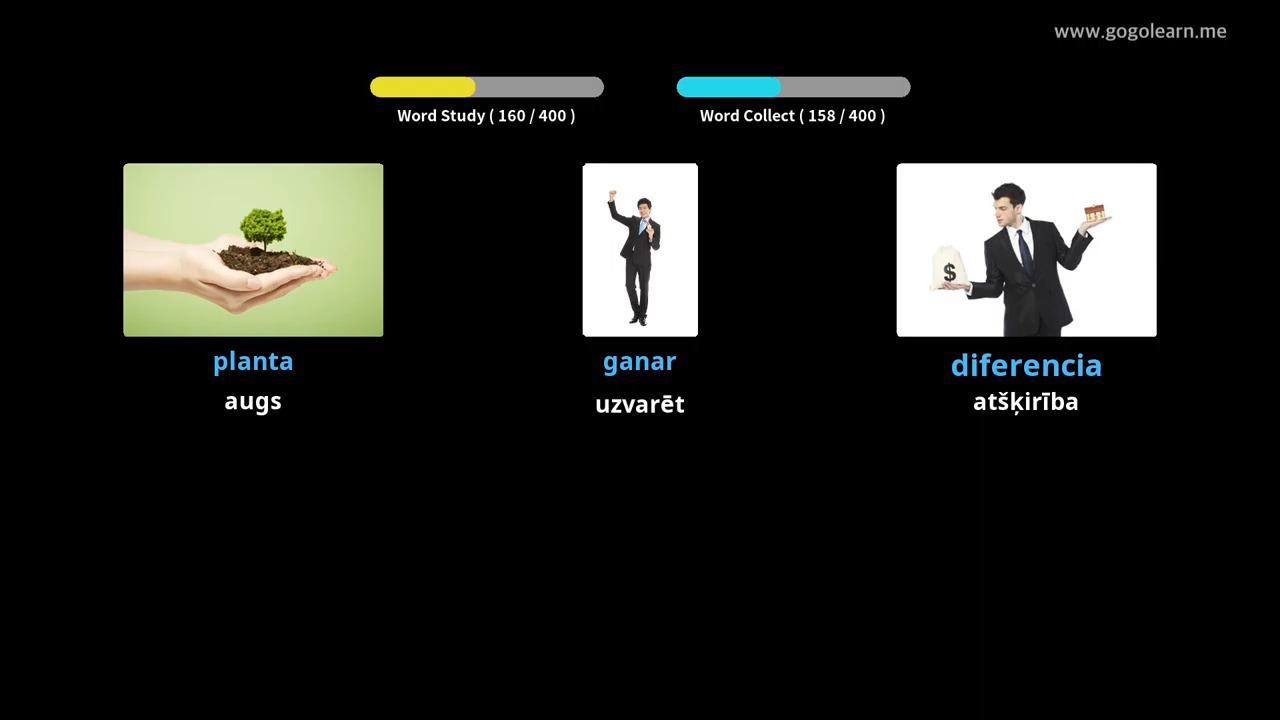 www.gogolearn.me
Word Study ( 160 / 400 )
Word Collect ( 158 / 400 )
$
planta
ganar
diferencia
augs
uzvarēt
atšķirība